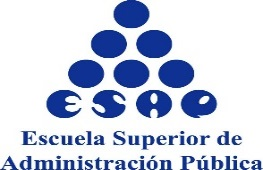 ESAP
Escuela Superior de
Administración Pública